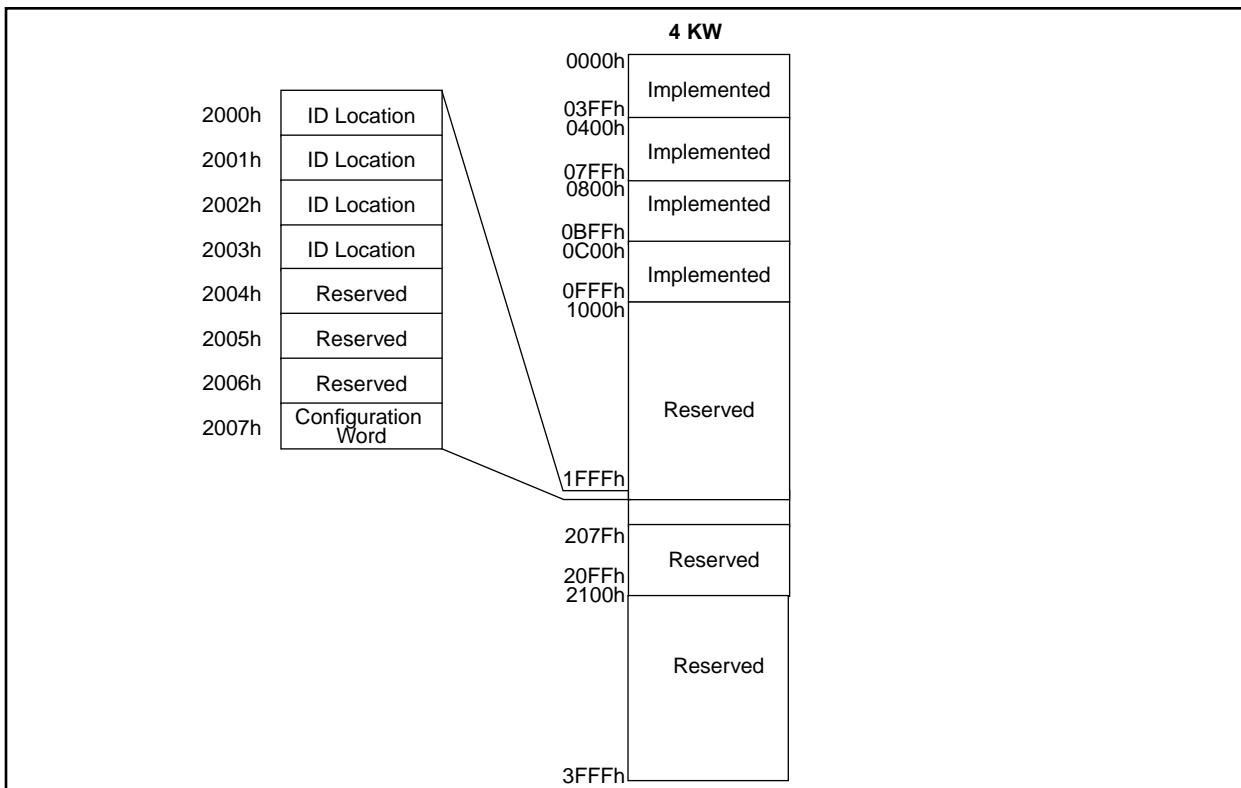 4 KW
2000h ID Location
2001h ID Location
2002h ID Location
2003h ID Location
2004h Reserved
2005h Reserved
2006h Reserved
2007h Configuration
Word
0000h
Implemented
03FFh
0400h
Implemented
07FFh
0800h
Implemented
0BFFh
0C00h
Implemented
0FFFh
1000h
Reserved
1FFFh
207Fh
Reserved
20FFh
2100h
Reserved
3FFFh